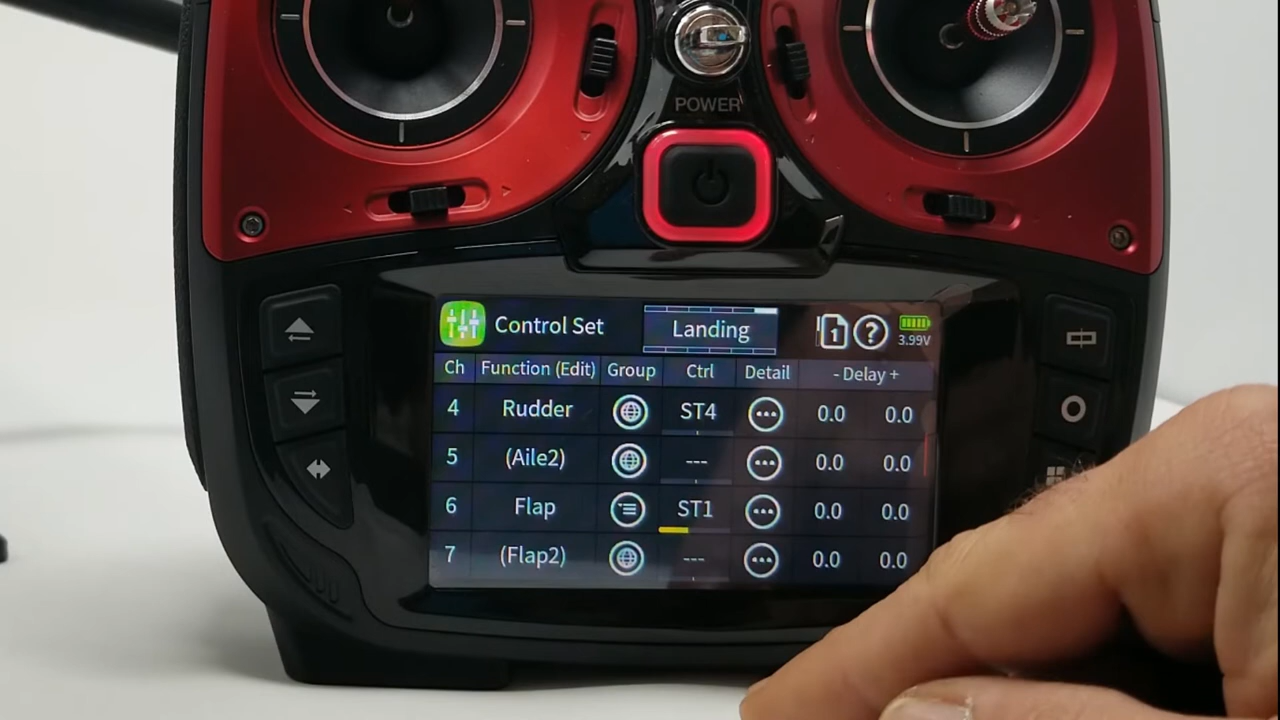 POWER
Control Set Landing 1 ? 3.99V
Ch Function (Edit) Group Ctrl Detail - Delay +
4 Rudder ST4 0.0 0.0
5 (Aile2) --- 0.0 0.0
6 Flap ST1 0.0 0.0
7 (Flap2) --- 0.0 0.0